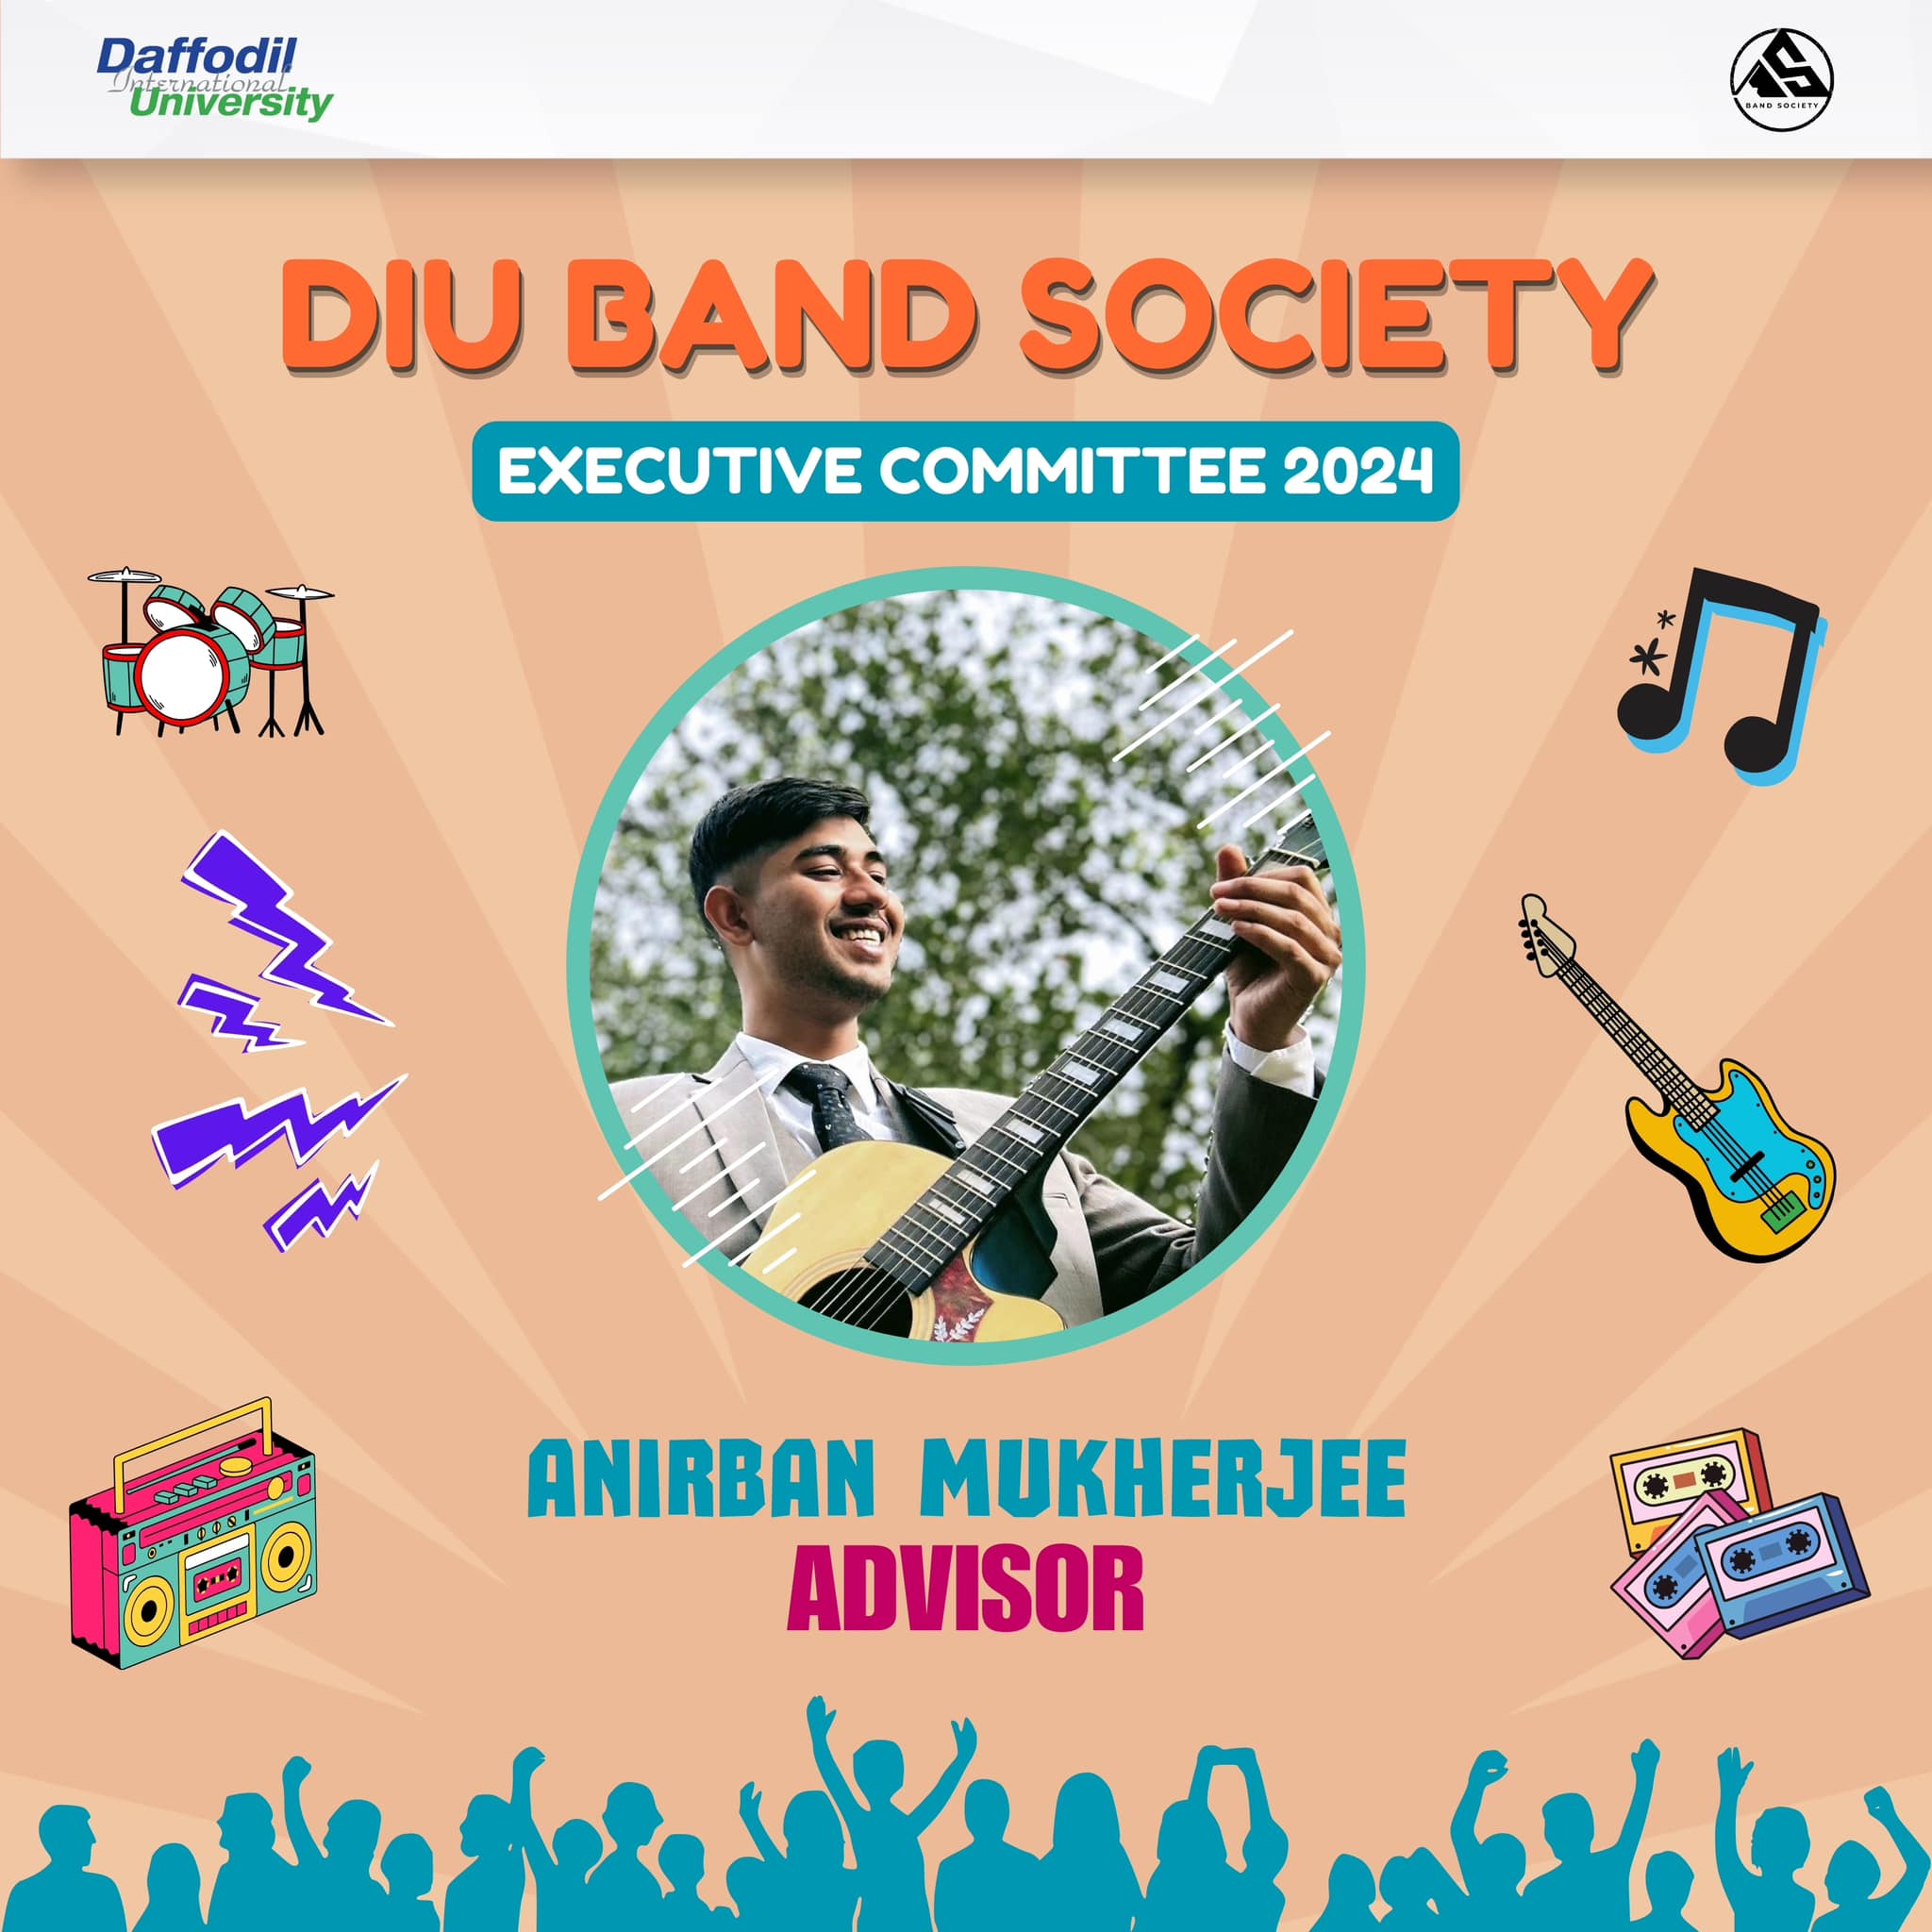 Daffodil
International
University
BAND SOCIETY
DIU BAND SOCIETY
EXECUTIVE COMMITTEE 2024
ANIRBAN MUKHERJEE
ADVISOR